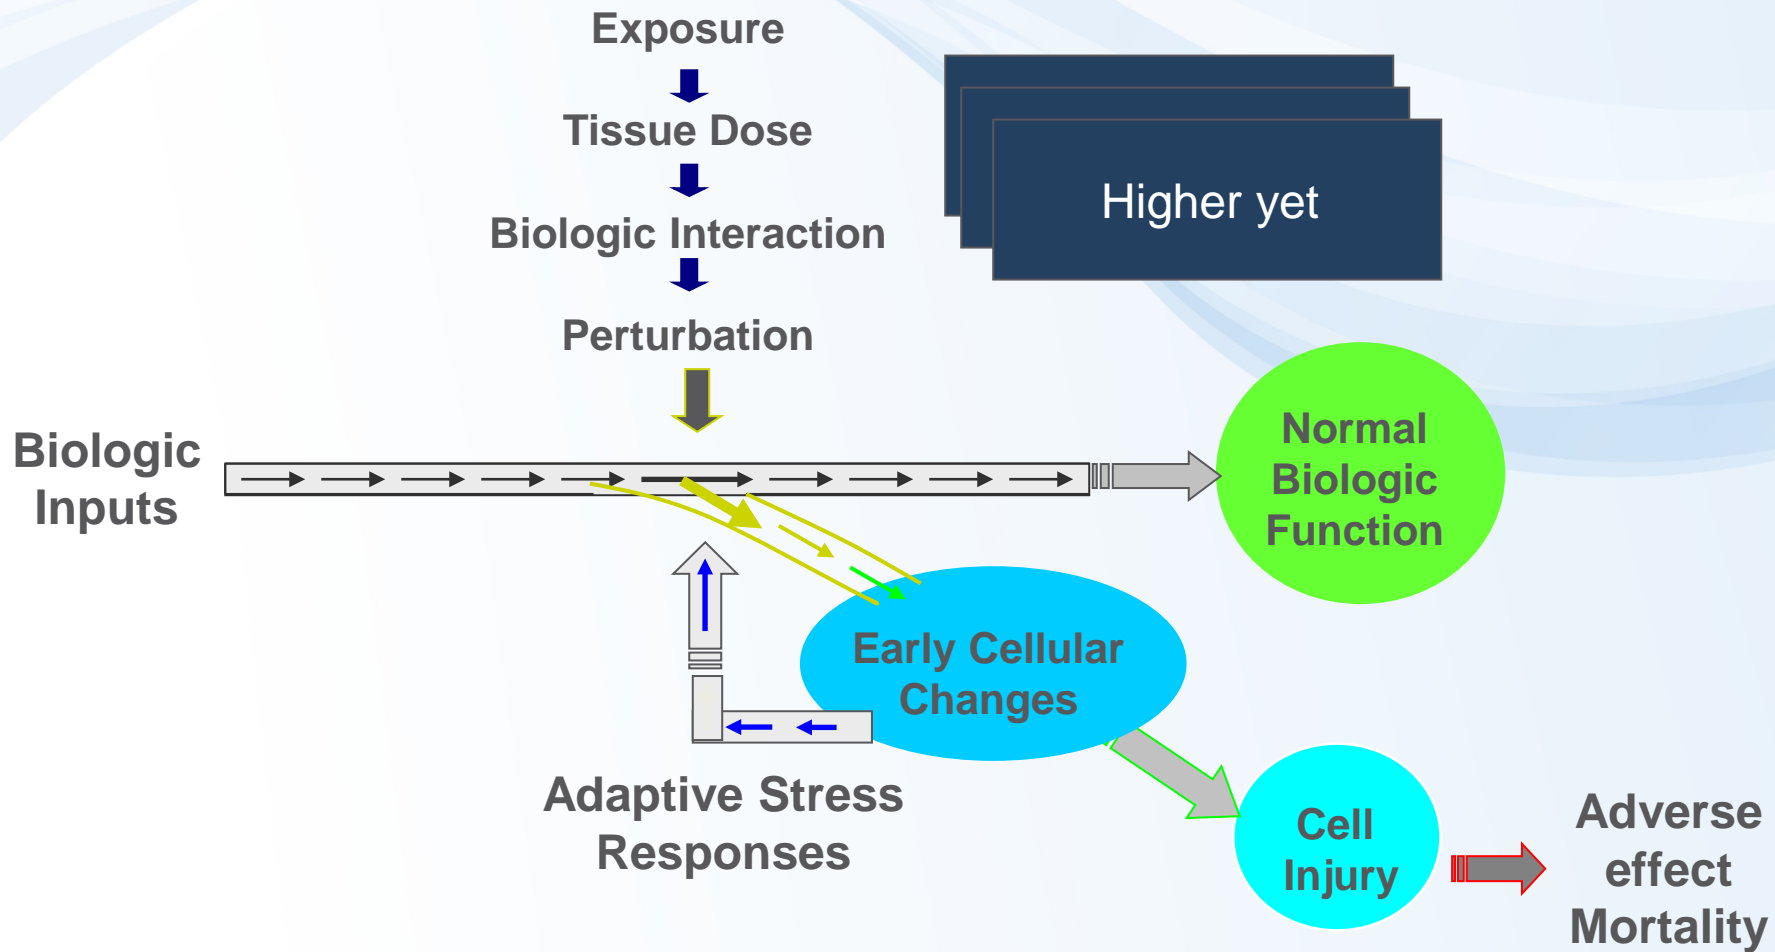 Exposure
Tissue Dose
Higher yet
Biologic Interaction
Perturbation
Biologic
Inputs
Normal
Biologic
Function
Early Cellular
Changes
Adaptive Stress
Responses
Cell
Injury
Adverse
effect
Mortality